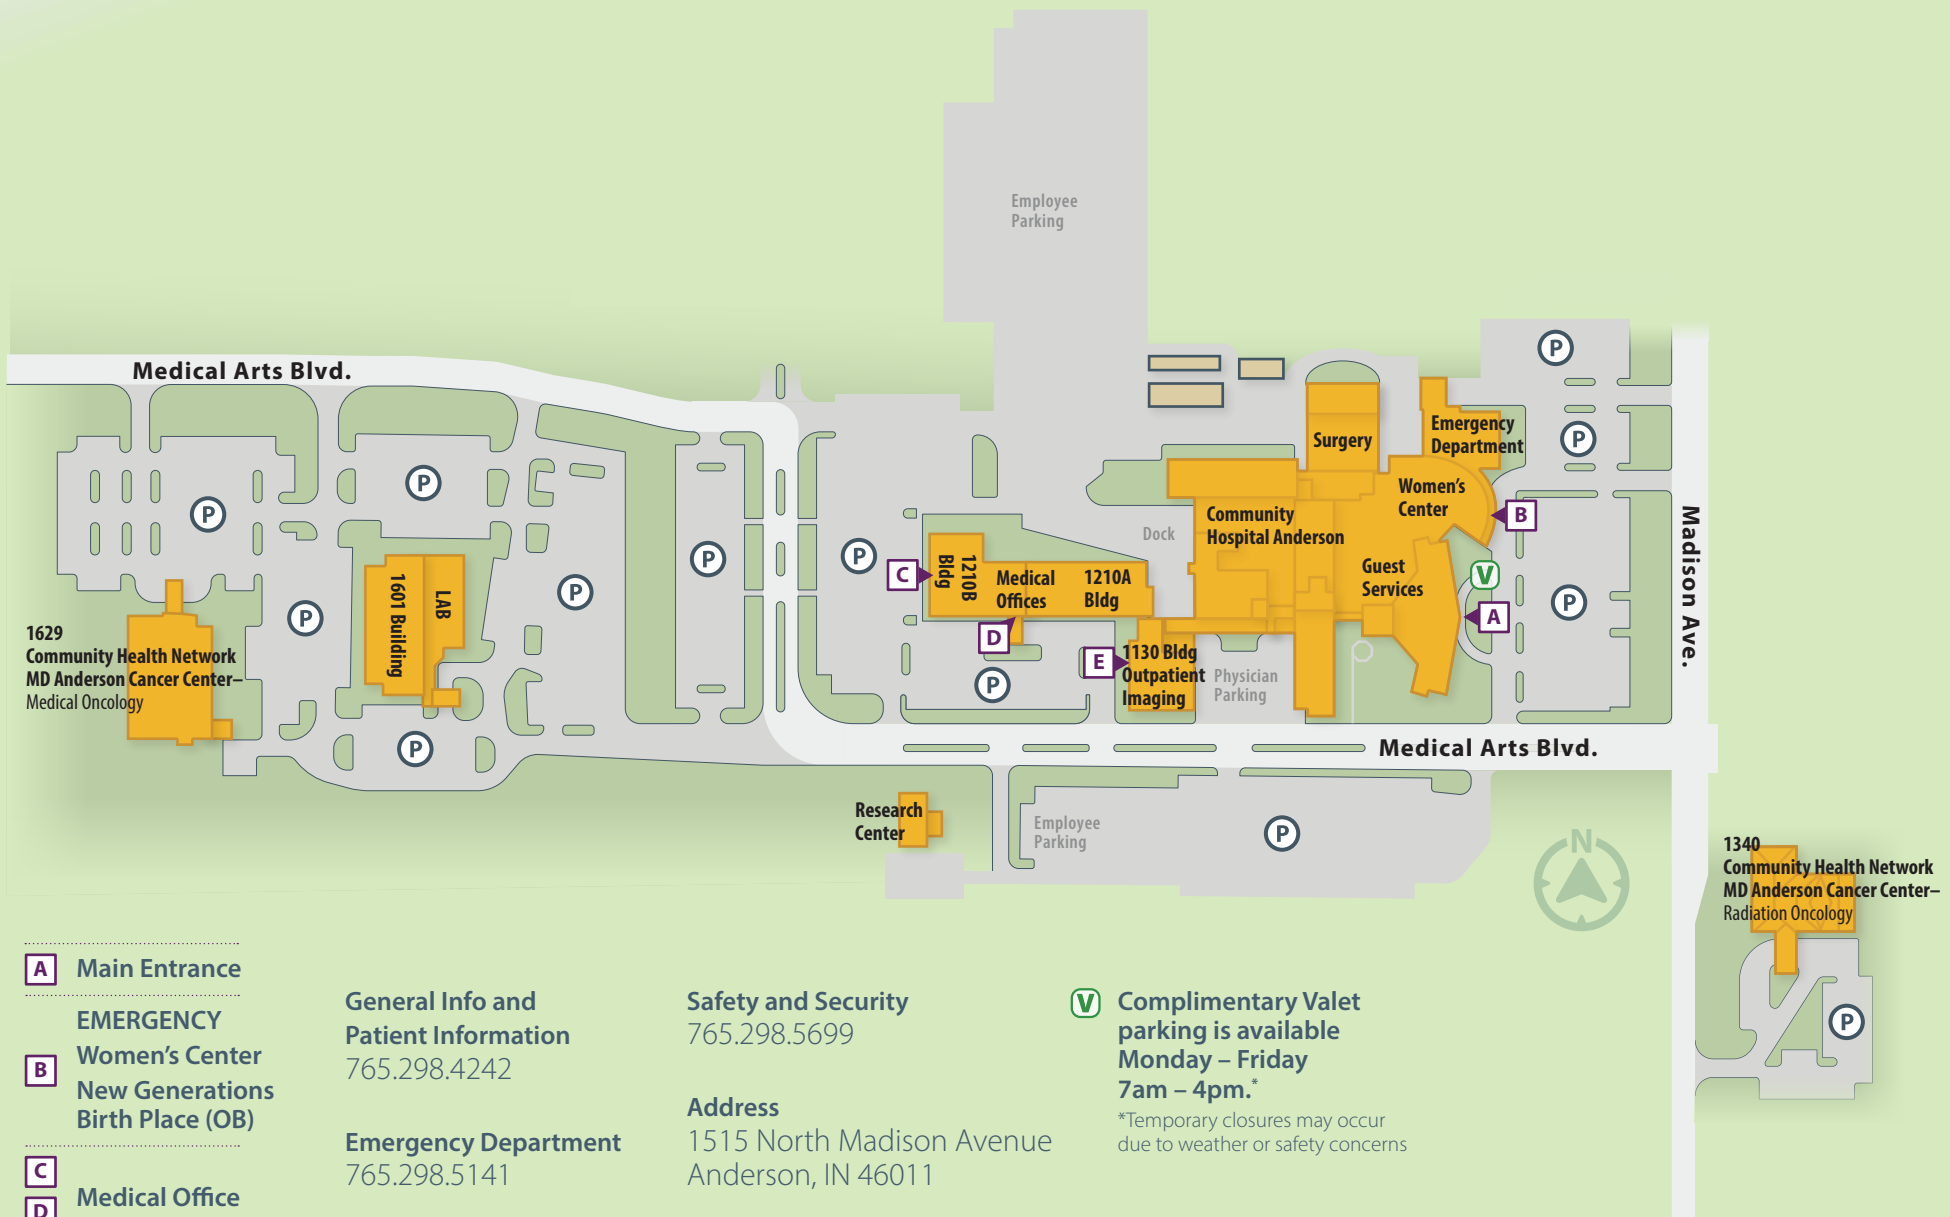 Employee
Parking
Medical Arts Blvd.
P
P
P
P
P
P
P
P
P
P
P
P
P
P
Surgery
Emergency
Department
Women's
Center
B
Community
Hospital Anderson
Dock
Guest
Services
V
A
Madison Ave.
C
1210B
Bldg
Medical
Offices
1210A
Bldg
D
E
1130 Bldg
Outpatient
Imaging
Physician
Parking
1601 Building
LAB
1629
Community Health Network
MD Anderson Cancer Center–
Medical Oncology
Medical Arts Blvd.
Research
Center
Employee
Parking
N
1340
Community Health Network
MD Anderson Cancer Center–
Radiation Oncology
A Main Entrance
EMERGENCY
B Women's Center
New Generations
Birth Place (OB)
C
D Medical Office
General Info and
Patient Information
765.298.4242
Emergency Department
765.298.5141
Safety and Security
765.298.5699
Address
1515 North Madison Avenue
Anderson, IN 46011
V Complimentary Valet
parking is available
Monday – Friday
7am – 4pm.*
*Temporary closures may occur
due to weather or safety concerns